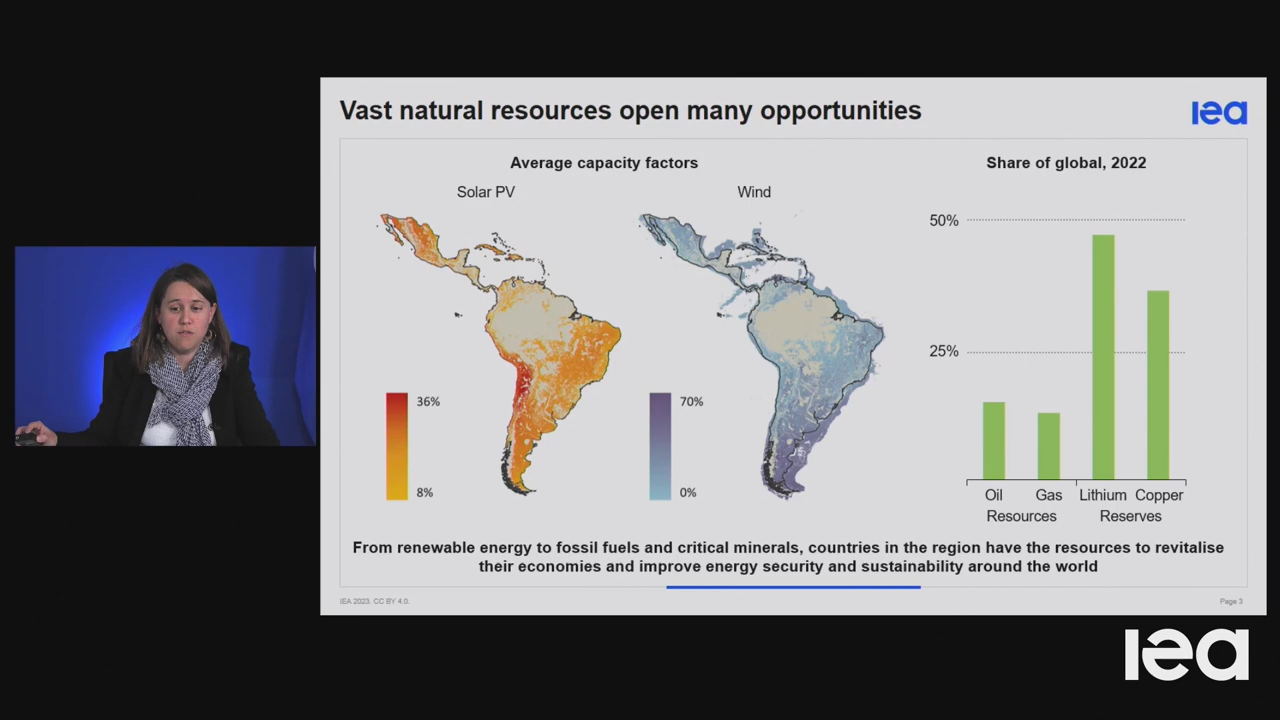 Vast natural resources open many opportunities
iea
Average capacity factors
Share of global, 2022
Solar PV
Wind
36%
8%
70%
0%
50%
25%
Oil
Gas
Lithium
Copper
Resources
Reserves
From renewable energy to fossil fuels and critical minerals, countries in the region have the resources to revitalise
their economies and improve energy security and sustainability around the world
IEA 2023. CC BY 4.0.
Page 3
iea